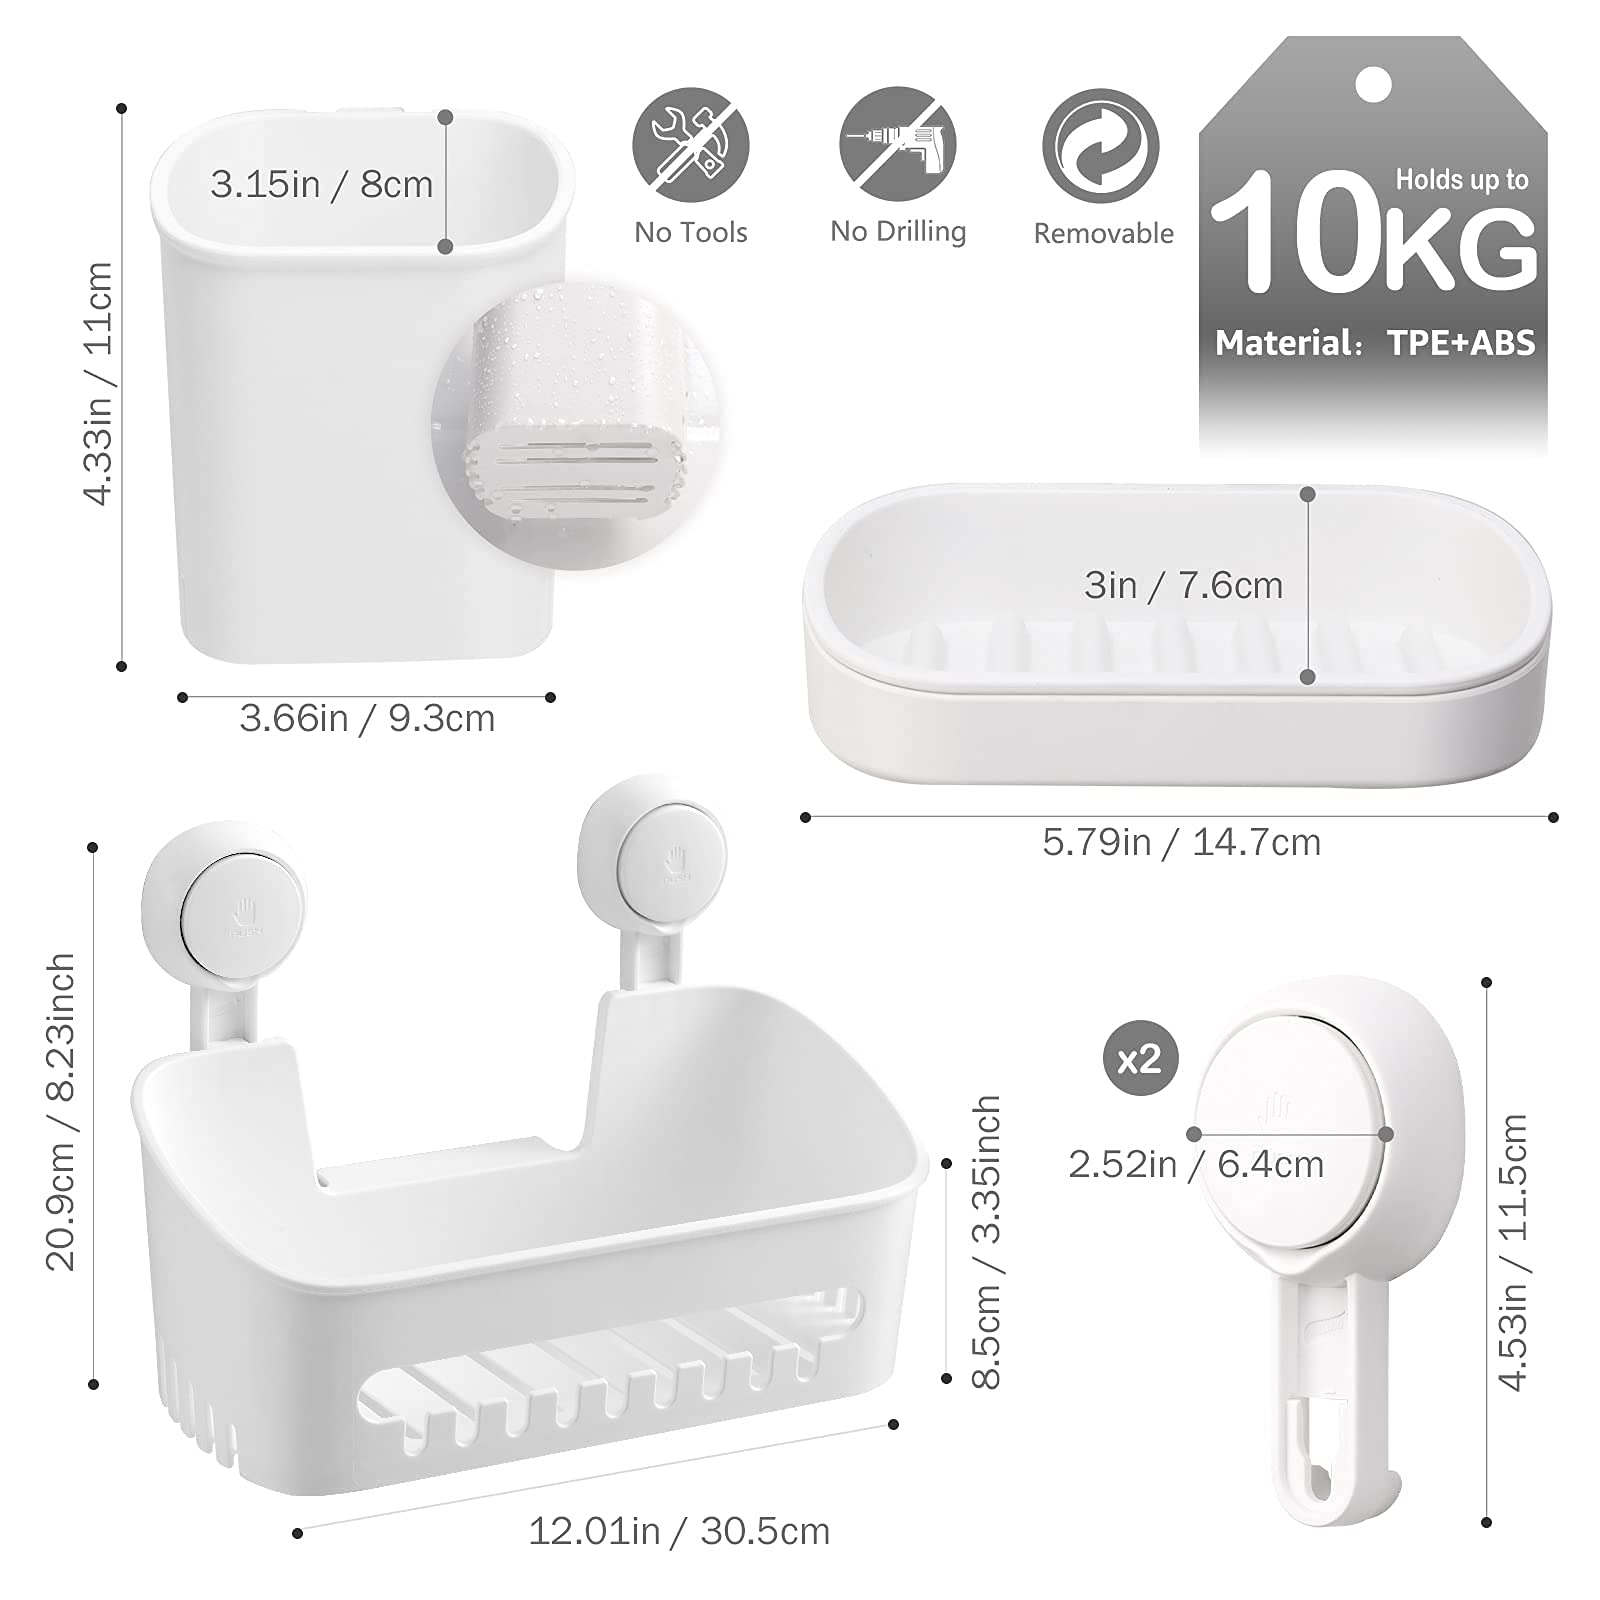 3.15in / 8cm
4.33in / 11cm
3.66in / 9.3cm
No Tools
No Drilling
Removable
Holds up to
10KG
Material: TPE+ABS
3in / 7.6cm
5.79in / 14.7cm
20.9cm / 8.23inch
PUSH
8.5cm / 3.35inch
12.01in / 30.5cm
x2
2.52in / 6.4cm
4.53in / 11.5cm